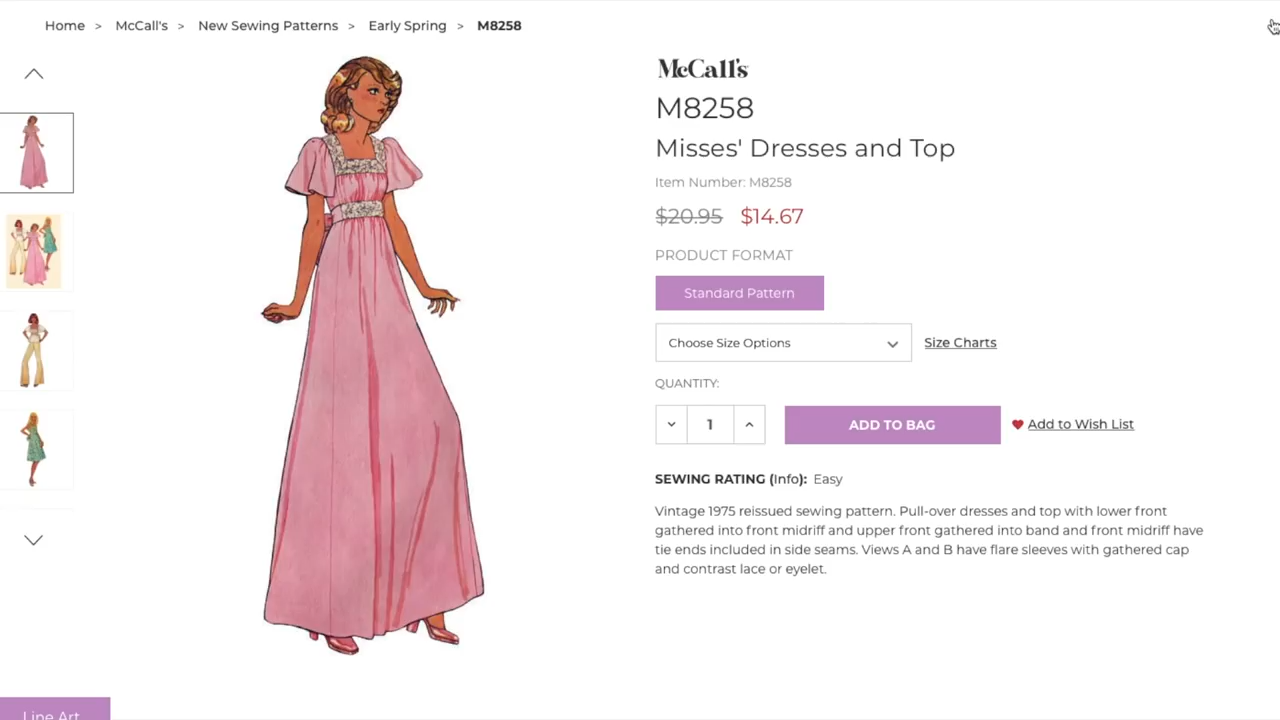 Home > McCall's > New Sewing Patterns > Early Spring > M8258
McCall's
M8258
Misses' Dresses and Top
Item Number: M8258
$20.95 $14.67
PRODUCT FORMAT
Standard Pattern
Choose Size Options Size Charts
QUANTITY:
1 ADD TO BAG Add to Wish List
SEWING RATING (Info): Easy
Vintage 1975 reissued sewing pattern. Pull-over dresses and top with lower front
gathered into front midriff and upper front gathered into band and front midriff have
tie ends included in side seams. Views A and B have flare sleeves with gathered cap
and contrast lace or eyelet.
Line Art